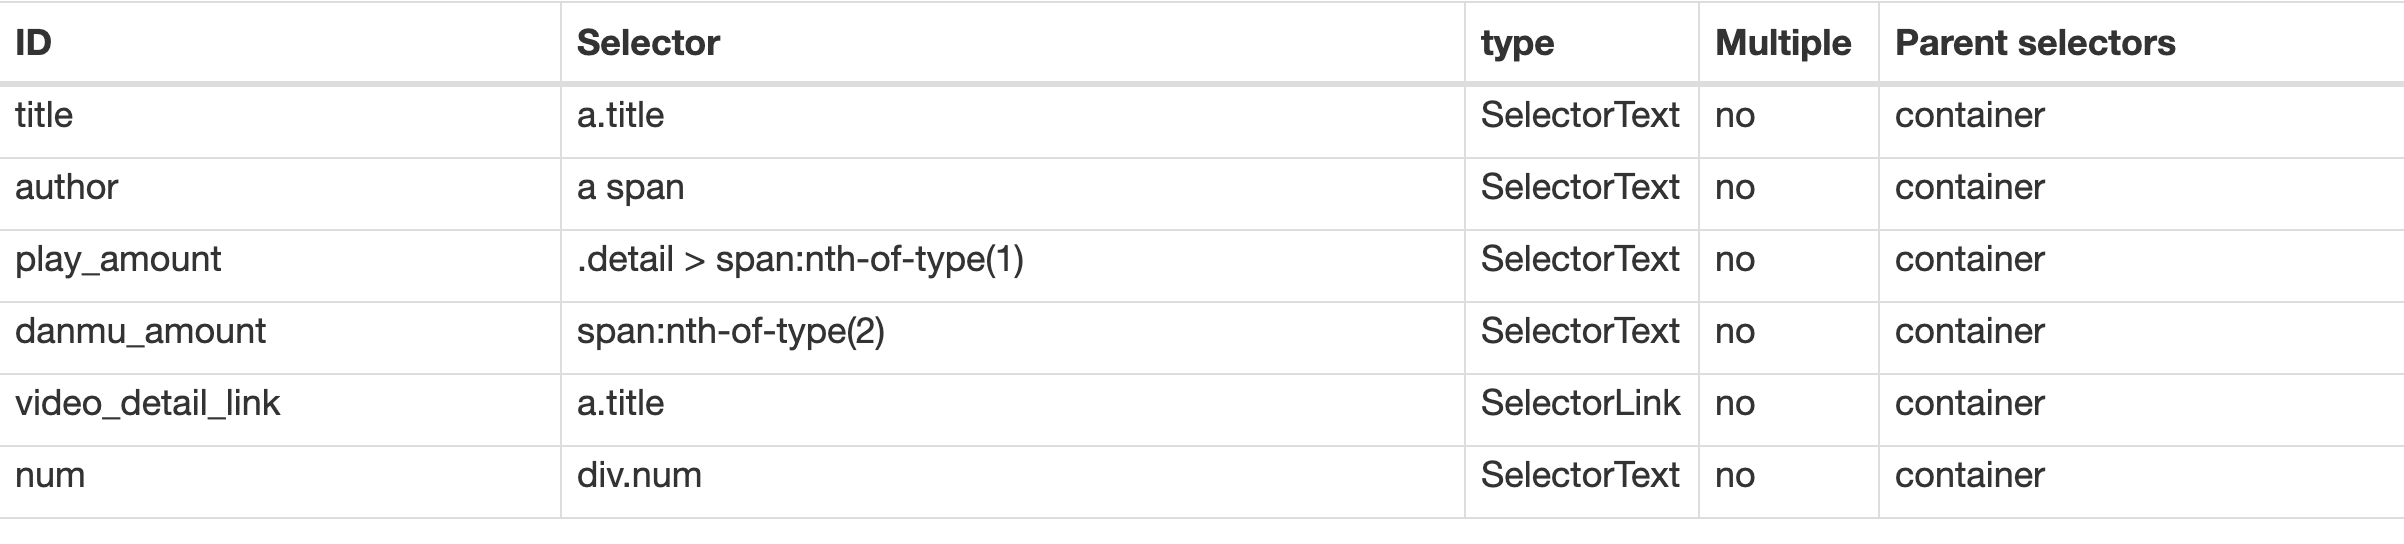 ID Selector type Multiple Parent selectors
title a.title SelectorText no container
author a span SelectorText no container
play_amount .detail > span:nth-of-type(1) SelectorText no container
danmu_amount span:nth-of-type(2) SelectorText no container
video_detail_link a.title SelectorLink no container
num div.num SelectorText no container